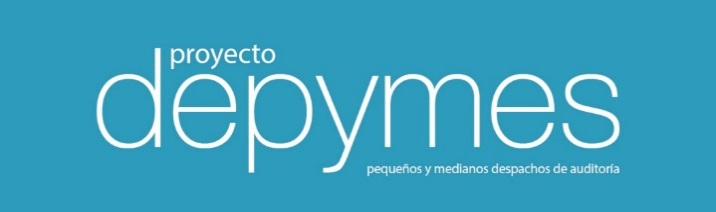 proyecto
depymes
pequeños y medianos despachos de auditoría